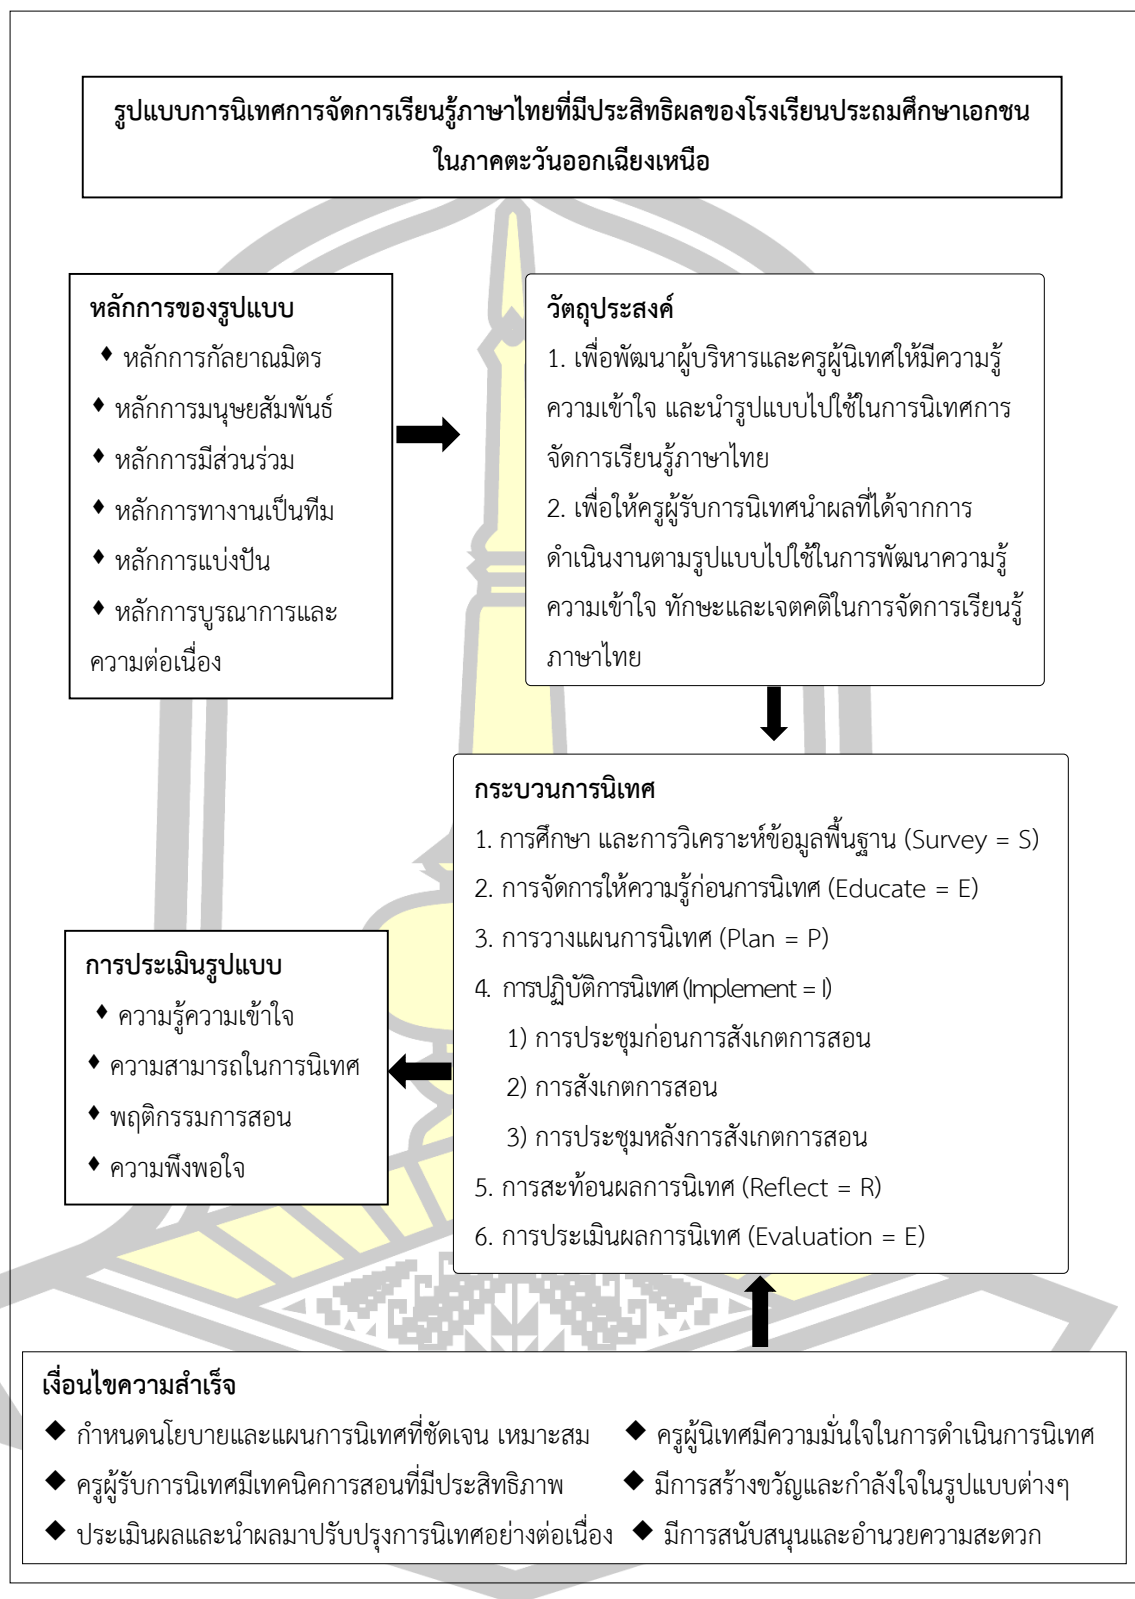 รูปแบบการนิเทศการจัดการเรียนรู้ภาษาไทยที่มีประสิทธิผลของโรงเรียนประถมศึกษาเอกชน
ในภาคตะวันออกเฉียงเหนือ
หลักการของรูปแบบ
♦ หลักการกัลยาณมิตร
♦ หลักการมนุษยสัมพันธ์
♦ หลักการมีส่วนร่วม
♦ หลักการทางานเป็นทีม
♦ หลักการแบ่งปัน
♦ หลักการบูรณาการและ
ความต่อเนื่อง
วัตถุประสงค์
1. เพื่อพัฒนาผู้บริหารและครูผู้นิเทศให้มีความรู้
ความเข้าใจ และนำรูปแบบไปใช้ในการนิเทศการ
จัดการเรียนรู้ภาษาไทย
2. เพื่อให้ครูผู้รับการนิเทศนำผลที่ได้จากการ
ดำเนินงานตามรูปแบบไปใช้ในการพัฒนาความรู้
ความเข้าใจ ทักษะและเจตคติในการจัดการเรียนรู้
ภาษาไทย
กระบวนการนิเทศ
1. การศึกษา และการวิเคราะห์ข้อมูลพื้นฐาน (Survey = S)
2. การจัดการให้ความรู้ก่อนการนิเทศ (Educate = E)
3. การวางแผนการนิเทศ (Plan = P)
4. การปฏิบัติการนิเทศ (Implement = I)
1) การประชุมก่อนการสังเกตการสอน
2) การสังเกตการสอน
3) การประชุมหลังการสังเกตการสอน
5. การสะท้อนผลการนิเทศ (Reflect = R)
6. การประเมินผลการนิเทศ (Evaluation = E)
การประเมินรูปแบบ
♦ ความรู้ความเข้าใจ
♦ ความสามารถในการนิเทศ
♦ พฤติกรรมการสอน
♦ ความพึงพอใจ
เงื่อนไขความสำเร็จ
◆ กำหนดนโยบายและแผนการนิเทศที่ชัดเจน เหมาะสม ◆ ครูผู้นิเทศมีความมั่นใจในการดำเนินการนิเทศ
◆ ครูผู้รับการนิเทศมีเทคนิคการสอนที่มีประสิทธิภาพ ◆ มีการสร้างขวัญและกำลังใจในรูปแบบต่างๆ
◆ ประเมินผลและนำผลมาปรับปรุงการนิเทศอย่างต่อเนื่อง ◆ มีการสนับสนุนและอำนวยความสะดวก